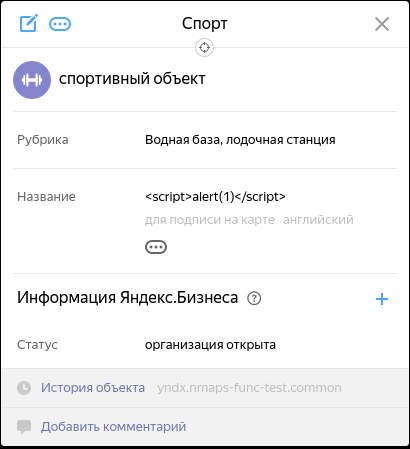 Спорт
спортивный объект
Рубрика Водная база, лодочная станция
Название <script>alert(1)</script>
для подписи на карте английский
Информация Яндекс.Бизнеса ?
Статус организация открыта
История объекта yndx.nmaps-func-test.common
Добавить комментарий